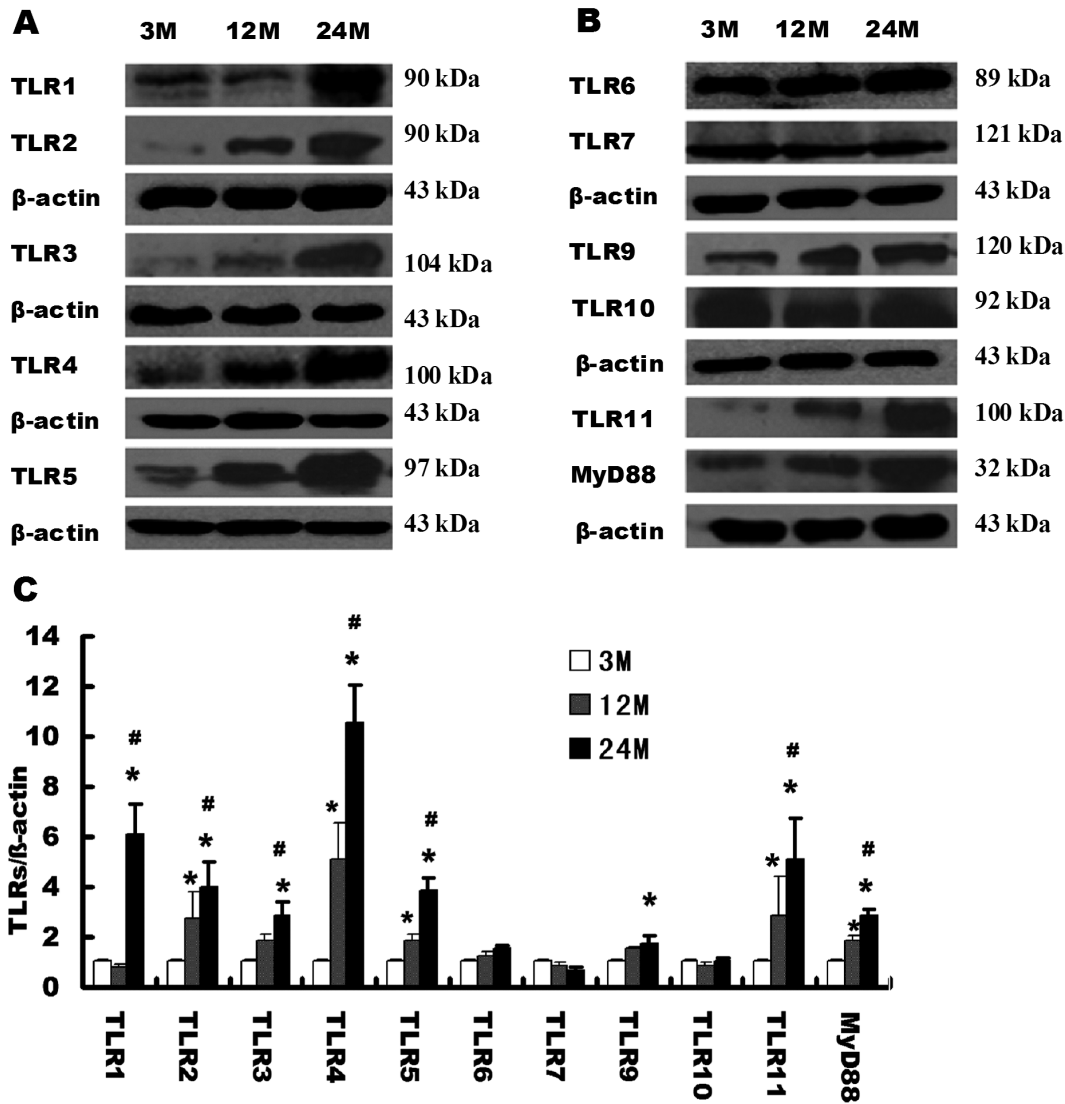 A
3M 12M 24M
TLR1 90 kDa
TLR2 90 kDa
β-actin 43 kDa
TLR3 104 kDa
β-actin 43 kDa
TLR4 100 kDa
β-actin 43 kDa
TLR5 97 kDa
β-actin 43 kDa
B
3M 12M 24M
TLR6 89 kDa
TLR7 121 kDa
β-actin 43 kDa
TLR9 120 kDa
TLR10 92 kDa
β-actin 43 kDa
TLR11 100 kDa
MyD88 32 kDa
β-actin 43 kDa
C
TLRs/ß-actin
14
12
10
8
6
4
2
0
# * # * * # * # * * # * * * # * * # * *
3M
12M
24M
TLR1 TLR2 TLR3 TLR4 TLR5 TLR6 TLR7 TLR9 TLR10 TLR11 MyD88